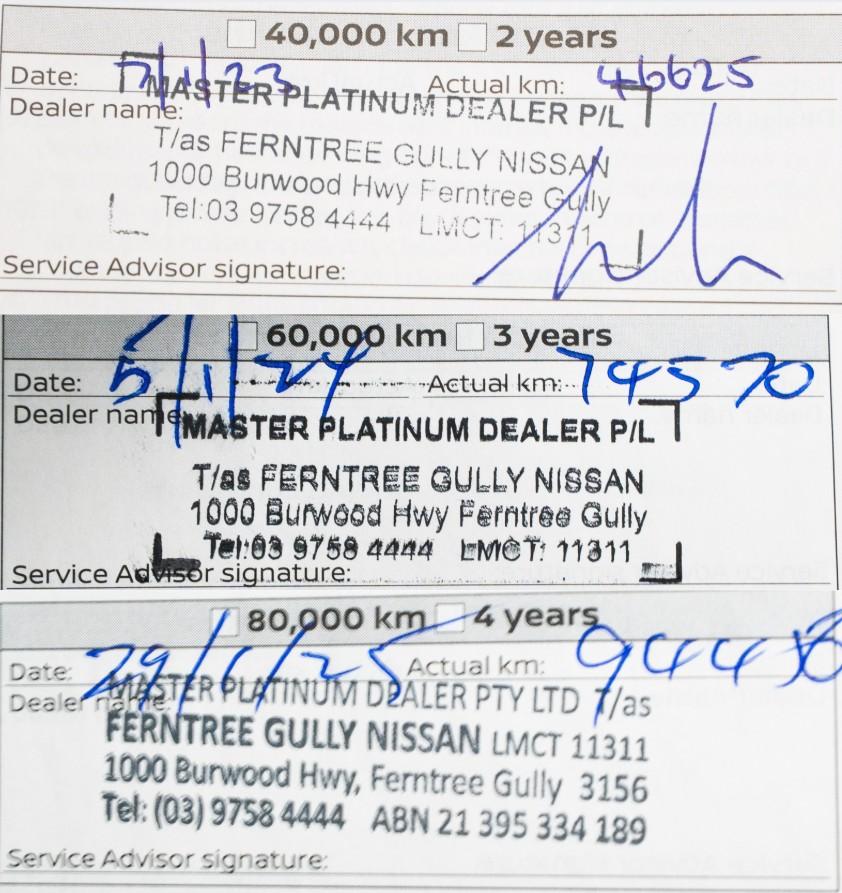 40,000 km 2 years
Date: 7/1/23 Actual km: 46625
Dealer name:
MASTER PLATINUM DEALER P/L
T/as FERNTREE GULLY NISSAN
1000 Burwood Hwy Ferntree Gully
Tel:03 9758 4444 LMCT: 11311
Service Advisor signature:
60,000 km 3 years
Date: 5/1/24 Actual km: 74570
Dealer name:
MASTER PLATINUM DEALER P/L
T/as FERNTREE GULLY NISSAN
1000 Burwood Hwy Ferntree Gully
Tel:03 9758 4444 LMCT: 11311
Service Advisor signature:
80,000 km 4 years
Date: 29/1/25 Actual km:
Dealer name:
MASTER PLATINUM DEALER PTY LTD T/as
FERNTREE GULLY NISSAN LMCT 11311
1000 Burwood Hwy, Ferntree Gully 3156
Tel: (03) 9758 4444 ABN 21 395 334 189
Service Advisor signature: